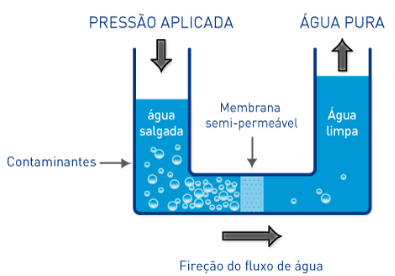 PRESSÃO APLICADA
ÁGUA PURA
água
salgada
Membrana
semi-permeável
Água
limpa
Contaminantes
Fireção do fluxo de água